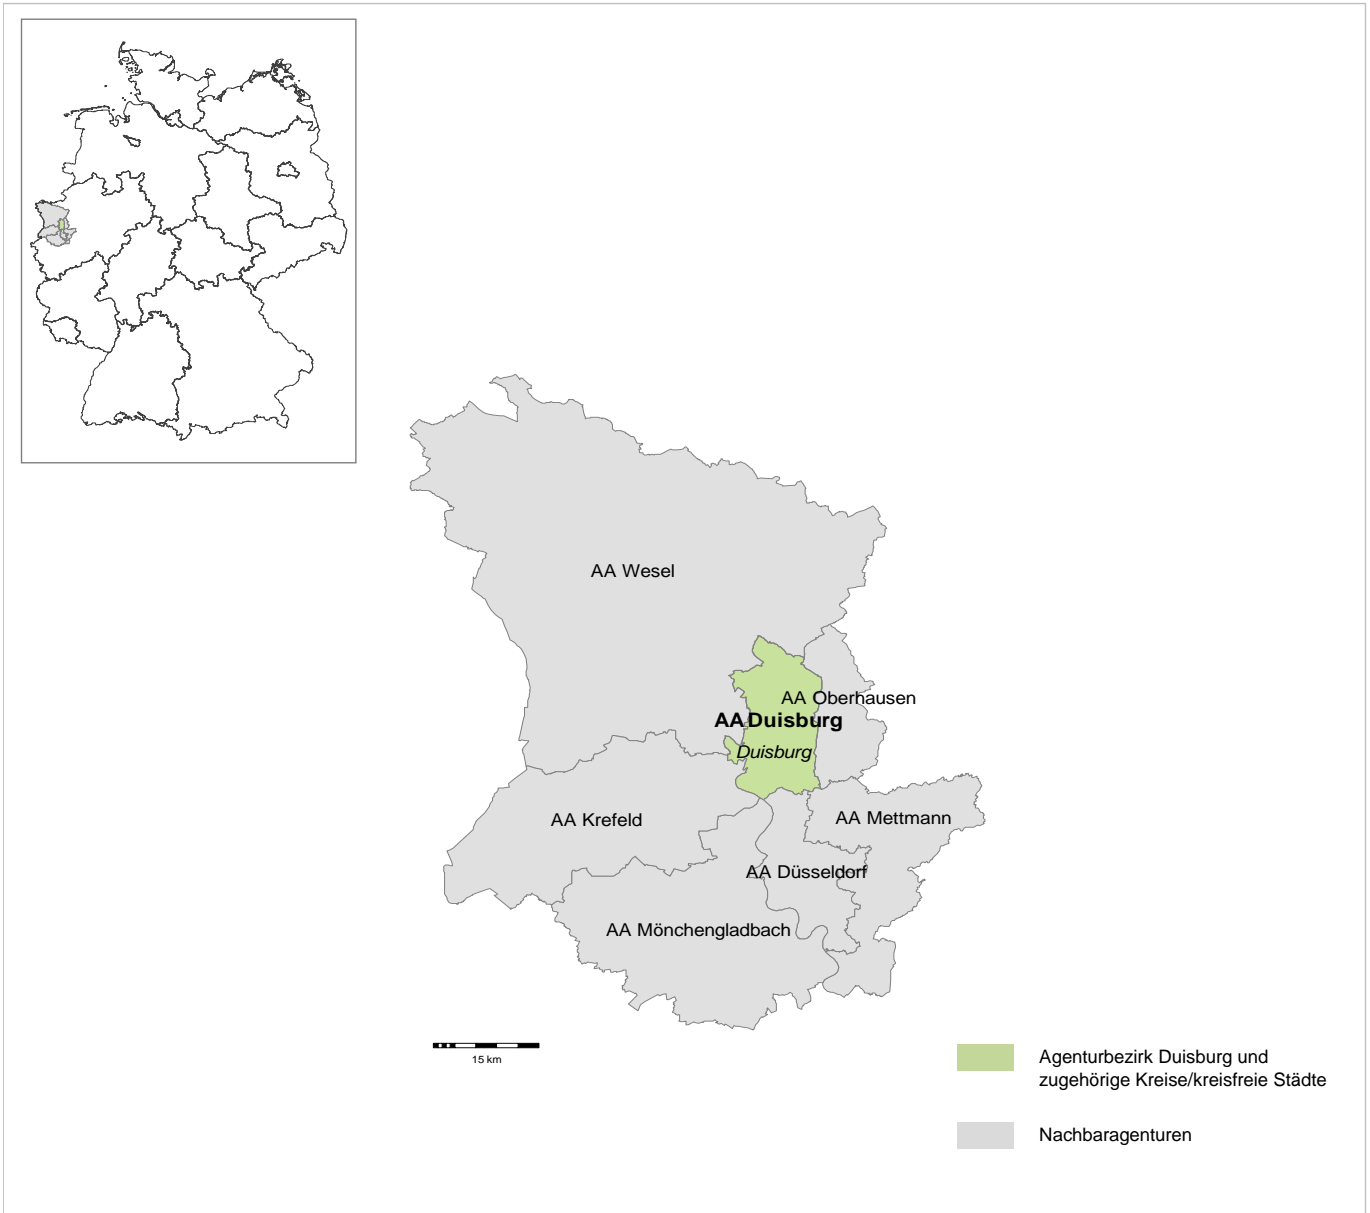 AA Wesel
AA Oberhausen
AA Duisburg
Duisburg
AA Krefeld
AA Mettmann
AA Düsseldorf
AA Mönchengladbach
15 km
Agenturbezirk Duisburg und
zugehörige Kreise/kreisfreie Städte
Nachbaragenturen